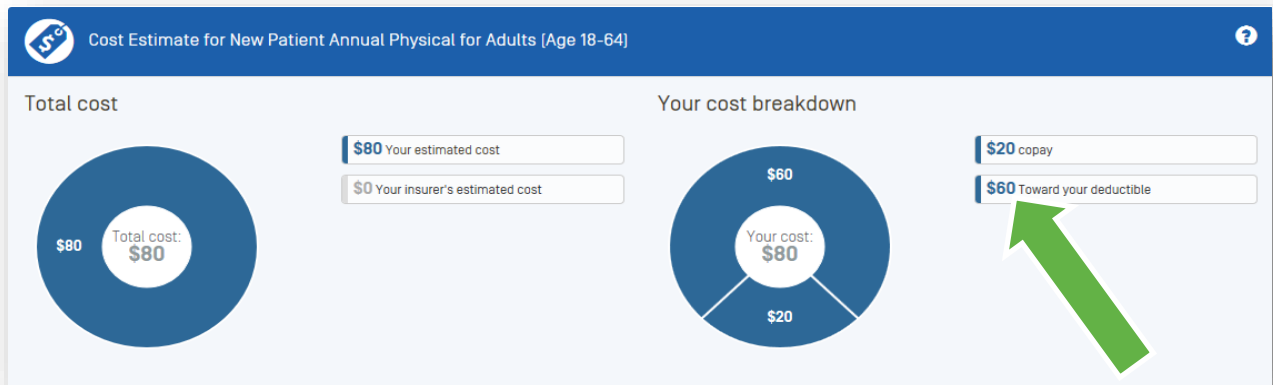 Cost Estimate for New Patient Annual Physical for Adults (Age 18-64)
?
Total cost
$80 Your estimated cost
$0 Your insurer's estimated cost
$80
Total cost:
$80
Your cost breakdown
$20 copay
$60 Toward your deductible
$60
Your cost:
$80
$20